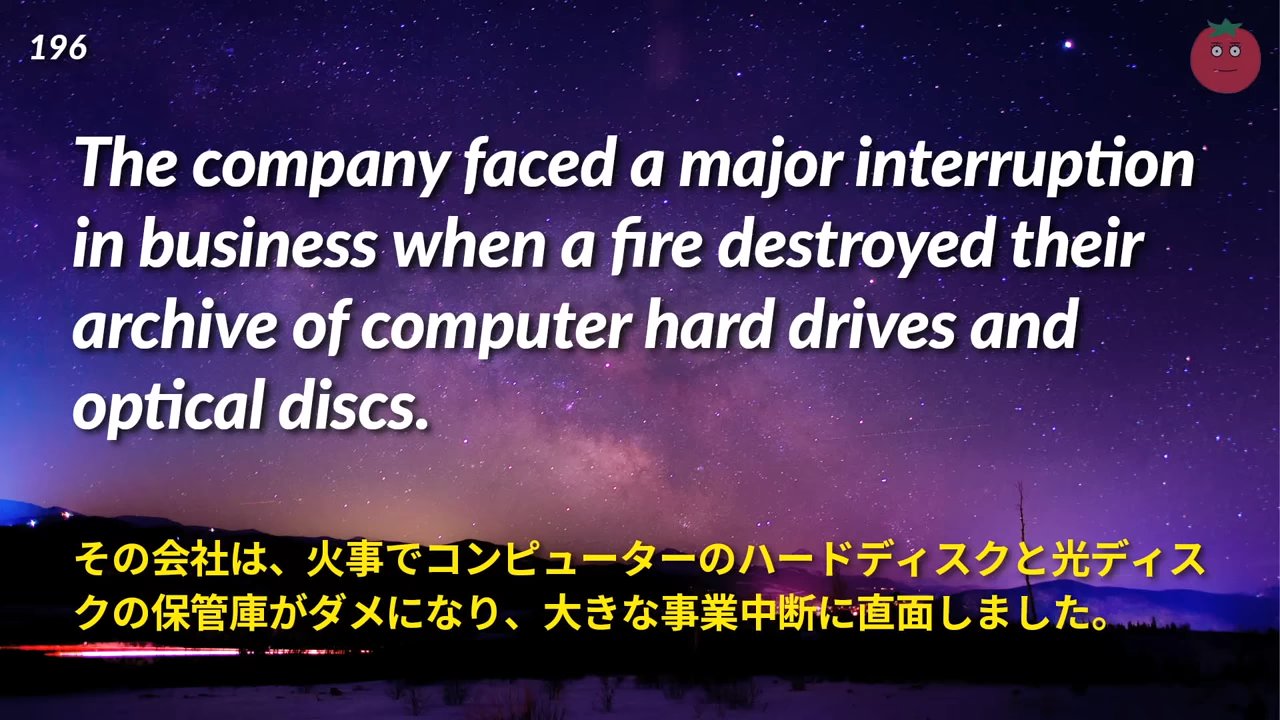 196
The company faced a major interruption
in business when a fire destroyed their
archive of computer hard drives and
optical discs.
その会社は、火事でコンピューターのハードディスクと光ディス
クの保管庫がダメになり、大きな事業中断に直面しました。